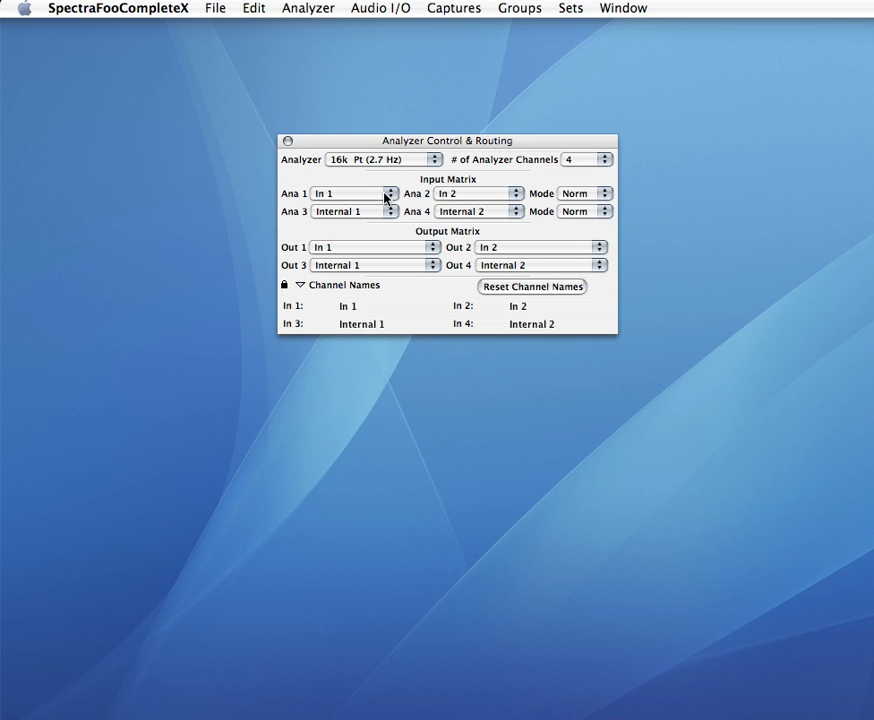 SpectraFooCompleteX File Edit Analyzer Audio I/O Captures Groups Sets Window
Analyzer Control & Routing
Analyzer 16k Pt (2.7 Hz) # of Analyzer Channels 4
Input Matrix
Ana 1 In 1 Ana 2 In 2 Mode Norm
Ana 3 Internal 1 Ana 4 Internal 2 Mode Norm
Output Matrix
Out 1 In 1 Out 2 In 2
Out 3 Internal 1 Out 4 Internal 2
Channel Names Reset Channel Names
In 1: In 1 In 2: In 2
In 3: Internal 1 In 4: Internal 2